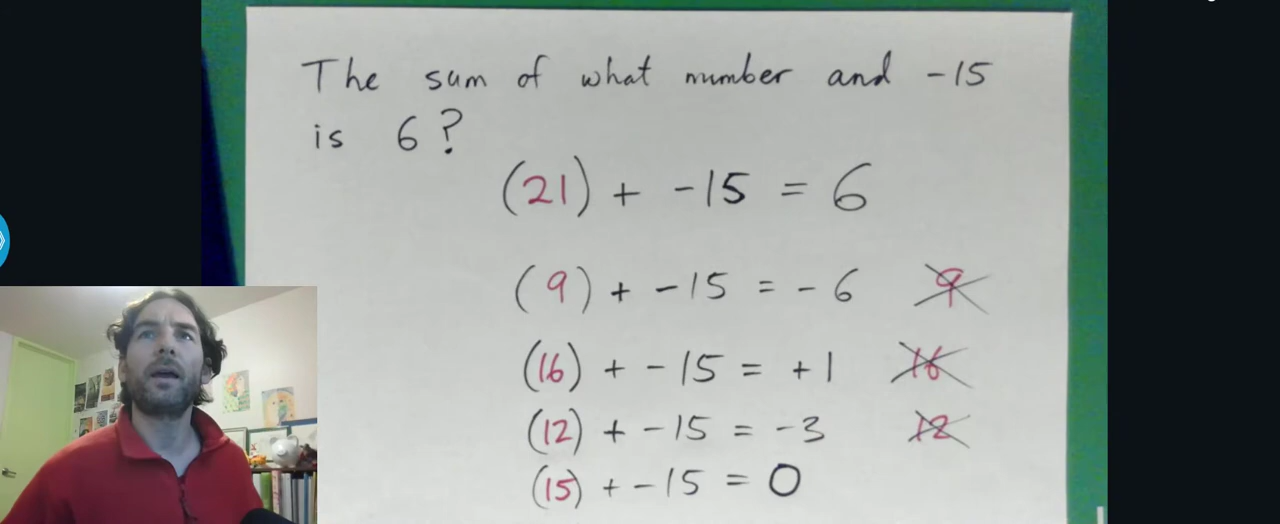 The sum of what number and -15
is 6?
(21) + -15 = 6
(9) + -15 = -6 9
(16) + -15 = +1 16
(12) + -15 = -3 12
(15) + -15 = 0